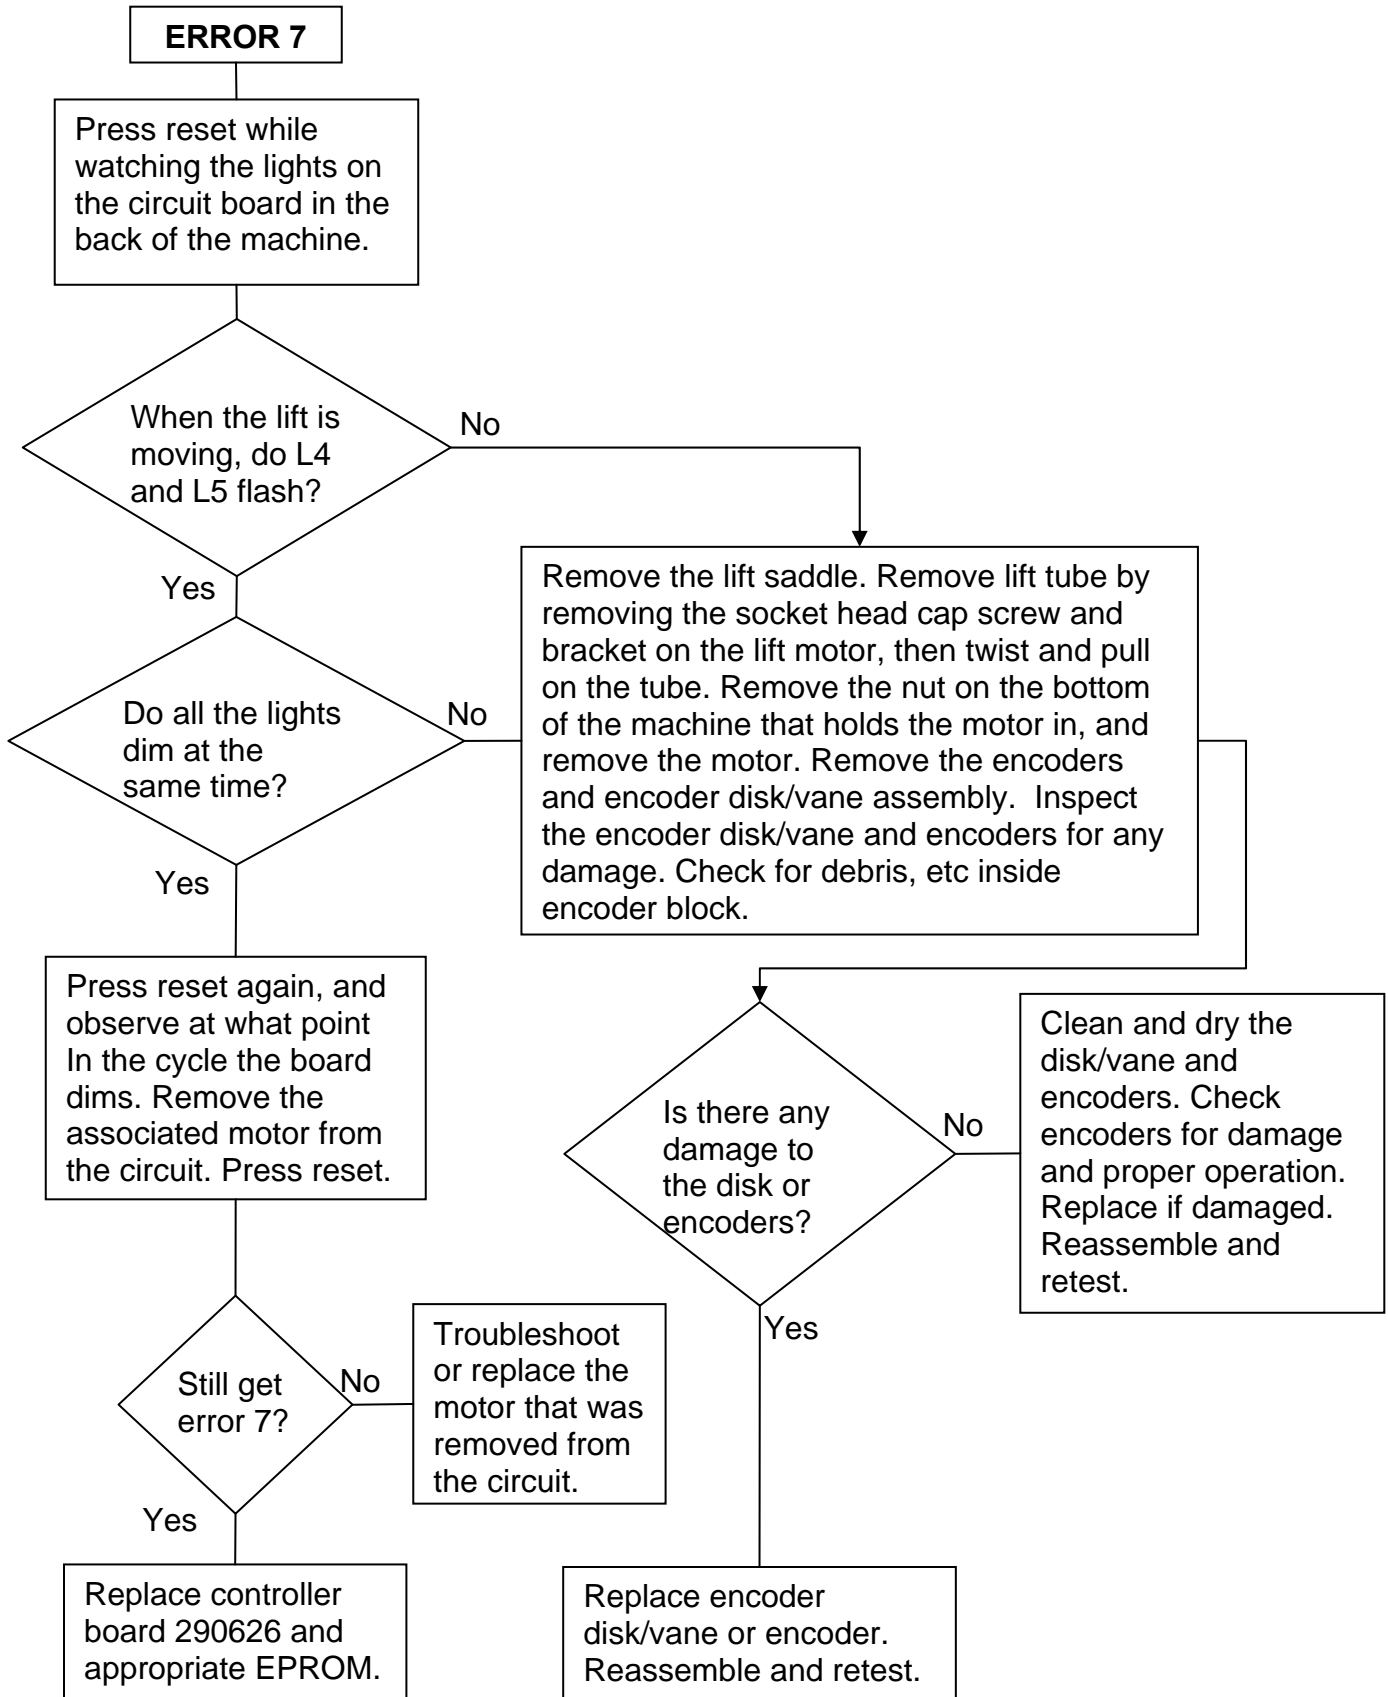 ERROR 7
Press reset while
watching the lights on
the circuit board in the
back of the machine.
When the lift is
moving, do L4
and L5 flash?
No
Yes
Remove the lift saddle. Remove lift tube by
removing the socket head cap screw and
bracket on the lift motor, then twist and pull
on the tube. Remove the nut on the bottom
of the machine that holds the motor in, and
remove the motor. Remove the encoders
and encoder disk/vane assembly.  Inspect
the encoder disk/vane and encoders for any
damage. Check for debris, etc inside
encoder block.
Do all the lights
dim at the
same time?
No
Yes
Press reset again, and
observe at what point
In the cycle the board
dims. Remove the
associated motor from
the circuit. Press reset.
Is there any
damage to
the disk or
encoders?
No
Clean and dry the
disk/vane and
encoders. Check
encoders for damage
and proper operation.
Replace if damaged.
Reassemble and
retest.
Yes
Still get
error 7?
No
Troubleshoot
or replace the
motor that was
removed from
the circuit.
Yes
Replace controller
board 290626 and
appropriate EPROM.
Replace encoder
disk/vane or encoder.
Reassemble and retest.